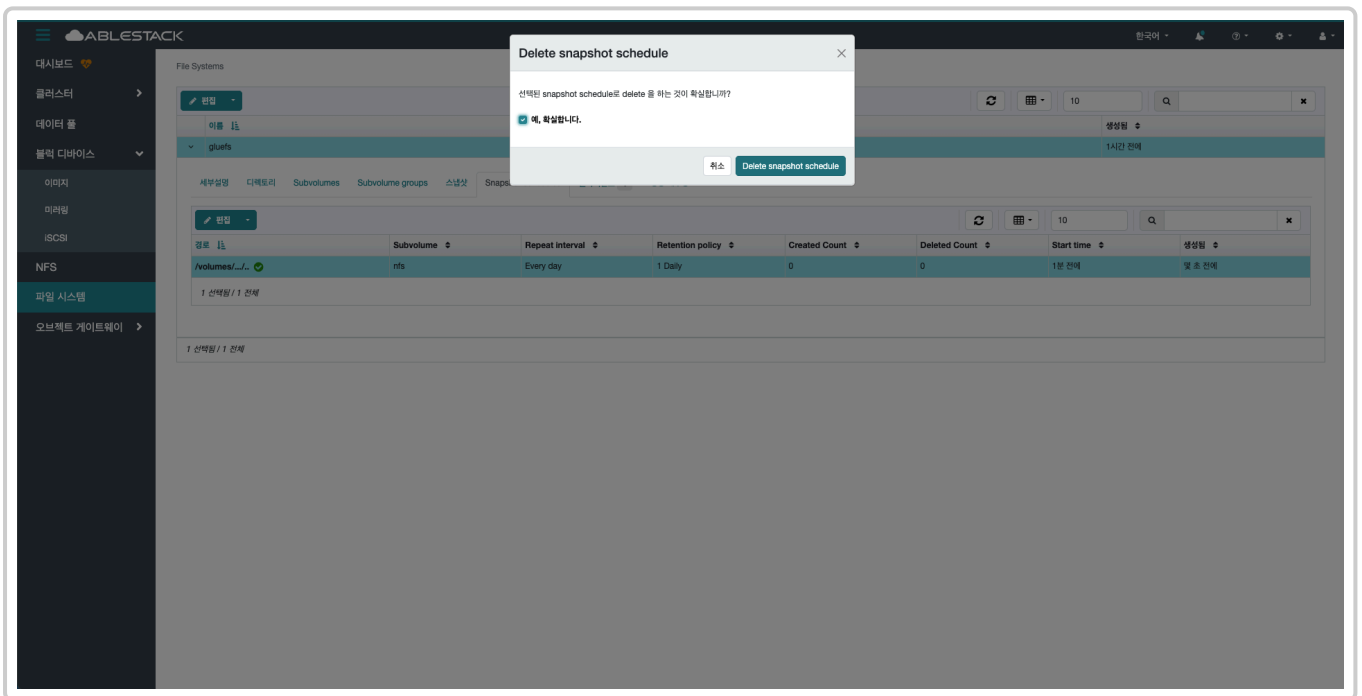 ABLESTACK
한국어
대시보드
클러스터
데이터 풀
블럭 디바이스
이미지
미러링
iSCSI
NFS
파일 시스템
오브젝트 게이트웨이
File Systems
편집
10
이름
생성됨
gluefs
1시간 전에
세부설명 디렉토리 Subvolumes Subvolume groups 스냅샷 Snaps
편집
10
경로 Subvolume Repeat interval Retention policy Created Count Deleted Count Start time 생성됨
/volumes/.../.. nfs Every day 1 Daily 0 0 1분 전에 몇 초 전에
1 선택됨 / 1 전체
1 선택됨 / 1 전체
Delete snapshot schedule
선택된 snapshot schedule로 delete 을 하는 것이 확실합니까?
예, 확실합니다.
취소 Delete snapshot schedule